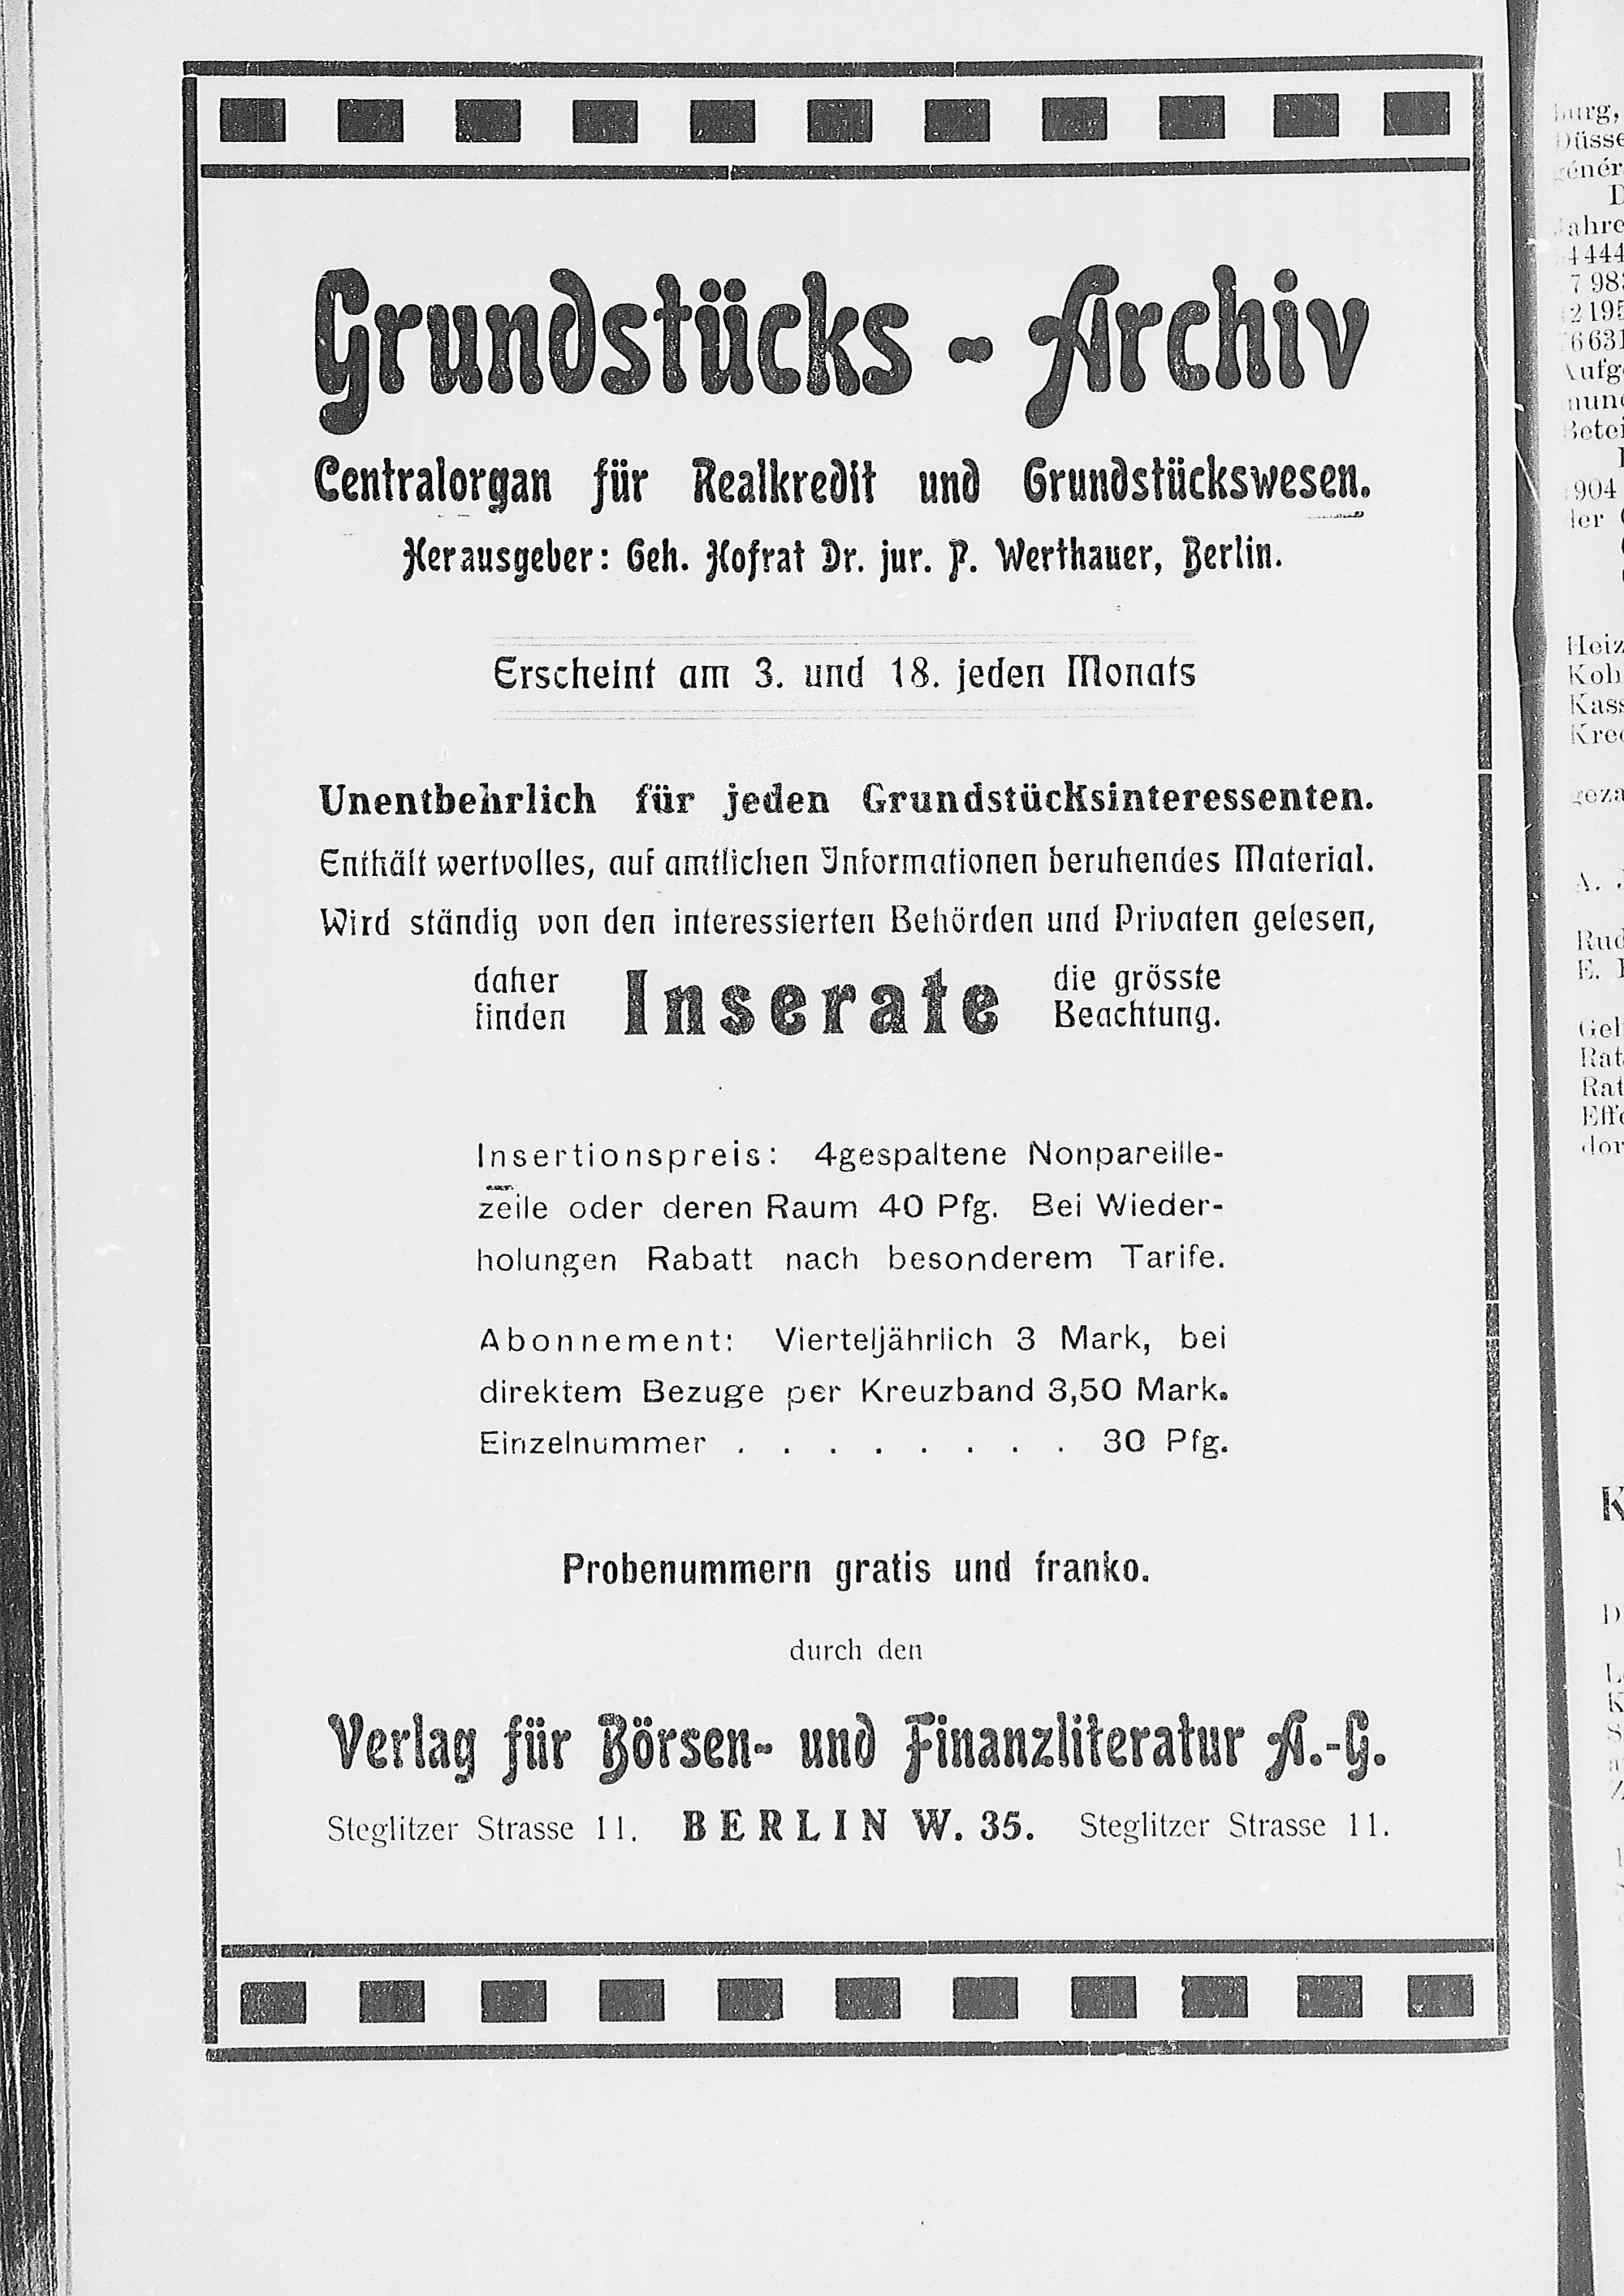 Grundstücks - Archiv
Centralorgan für Realkredit und Grundstückswesen.
Herausgeber: Geh. Hofrat Dr. jur. P. Werthauer, Berlin.
Erscheint am 3. und 18. jeden Monats
Unentbehrlich für jeden Grundstücksinteressenten.
Enthält wertvolles, auf amtlichen Informationen beruhendes Material.
Wird ständig von den interessierten Behörden und Privaten gelesen,
daher finden Inserate die grösste Beachtung.
Insertionspreis: 4gespaltene Nonpareille-
zeile oder deren Raum 40 Pfg. Bei Wieder-
holungen Rabatt nach besonderem Tarife.
Abonnement: Vierteljährlich 3 Mark, bei
direktem Bezuge per Kreuzband 3,50 Mark.
Einzelnummer . . . . . . . . 30 Pfg.
Probenummern gratis und franko.
durch den
Verlag für Börsen- und Finanzliteratur A.-G.
Steglitzer Strasse 11. BERLIN W. 35. Steglitzer Strasse 11.